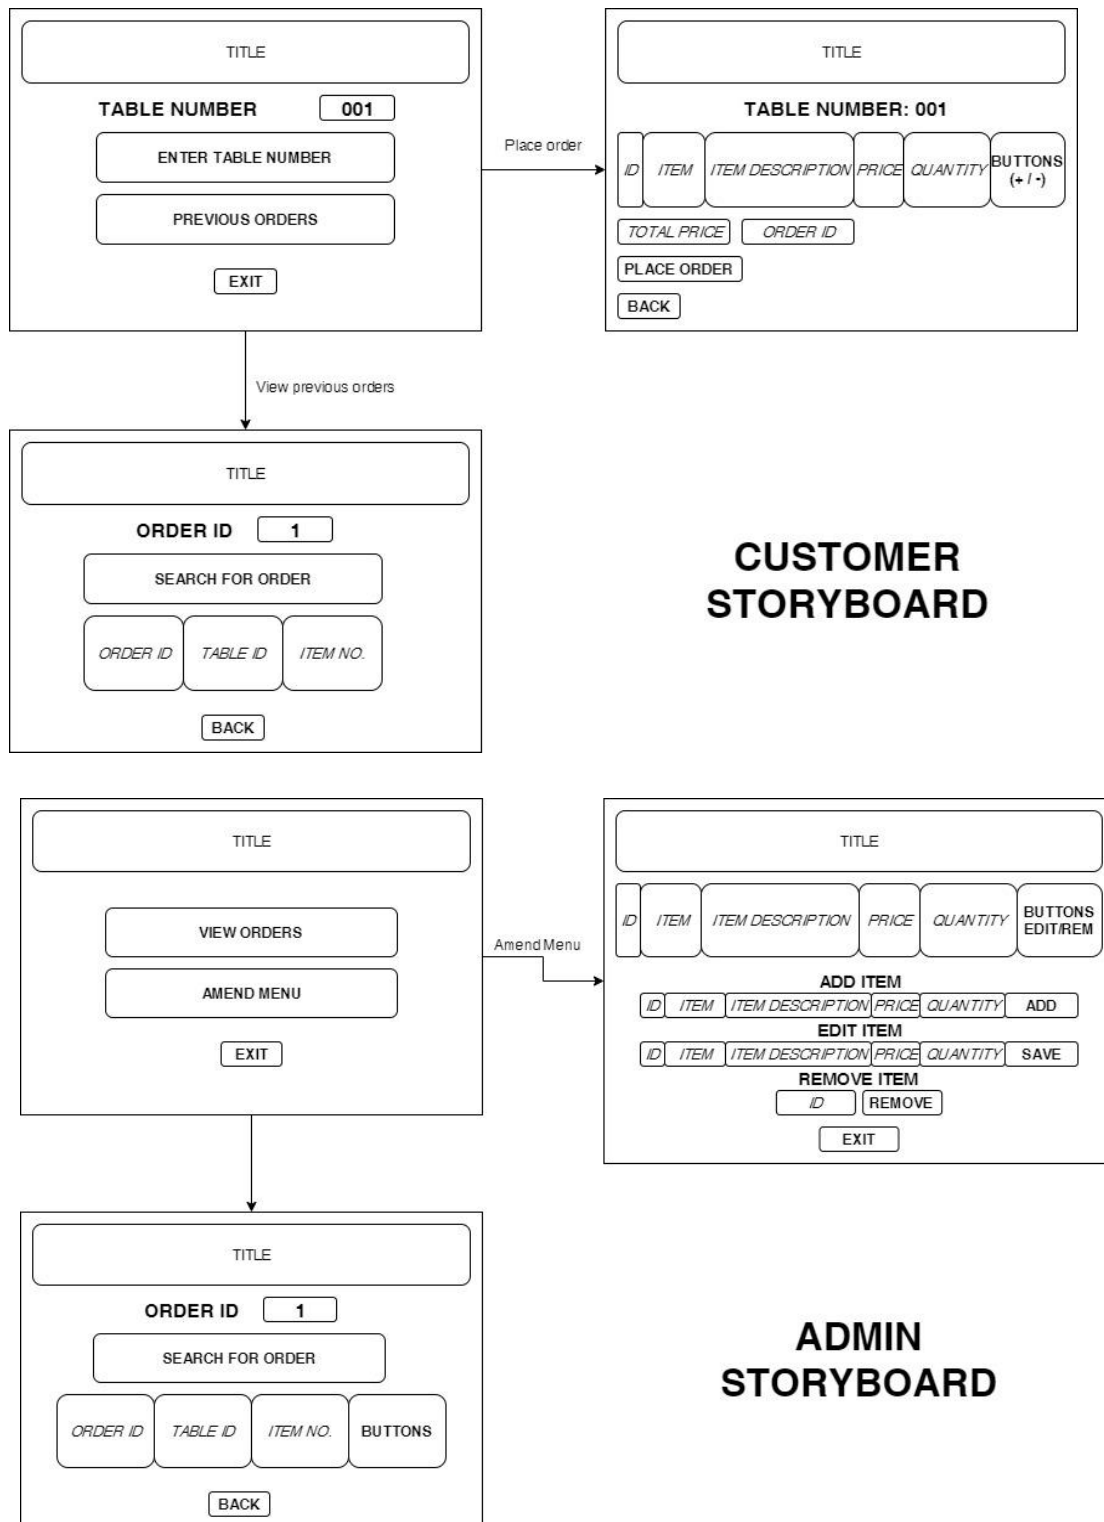 TITLE
TABLE NUMBER 001
ENTER TABLE NUMBER
PREVIOUS ORDERS
EXIT
Place order
TITLE
TABLE NUMBER: 001
ID ITEM ITEM DESCRIPTION PRICE QUANTITY BUTTONS
(+ / -)
TOTAL PRICE ORDER ID
PLACE ORDER
BACK
View previous orders
TITLE
ORDER ID 1
SEARCH FOR ORDER
ORDER ID TABLE ID ITEM NO.
BACK
CUSTOMER
STORYBOARD
TITLE
VIEW ORDERS
AMEND MENU
EXIT
Amend Menu
TITLE
ID ITEM ITEM DESCRIPTION PRICE QUANTITY BUTTONS
EDIT/REM
ADD ITEM
ID ITEM ITEM DESCRIPTION PRICE QUANTITY ADD
EDIT ITEM
ID ITEM ITEM DESCRIPTION PRICE QUANTITY SAVE
REMOVE ITEM
ID REMOVE
EXIT
TITLE
ORDER ID 1
SEARCH FOR ORDER
ORDER ID TABLE ID ITEM NO. BUTTONS
BACK
ADMIN
STORYBOARD